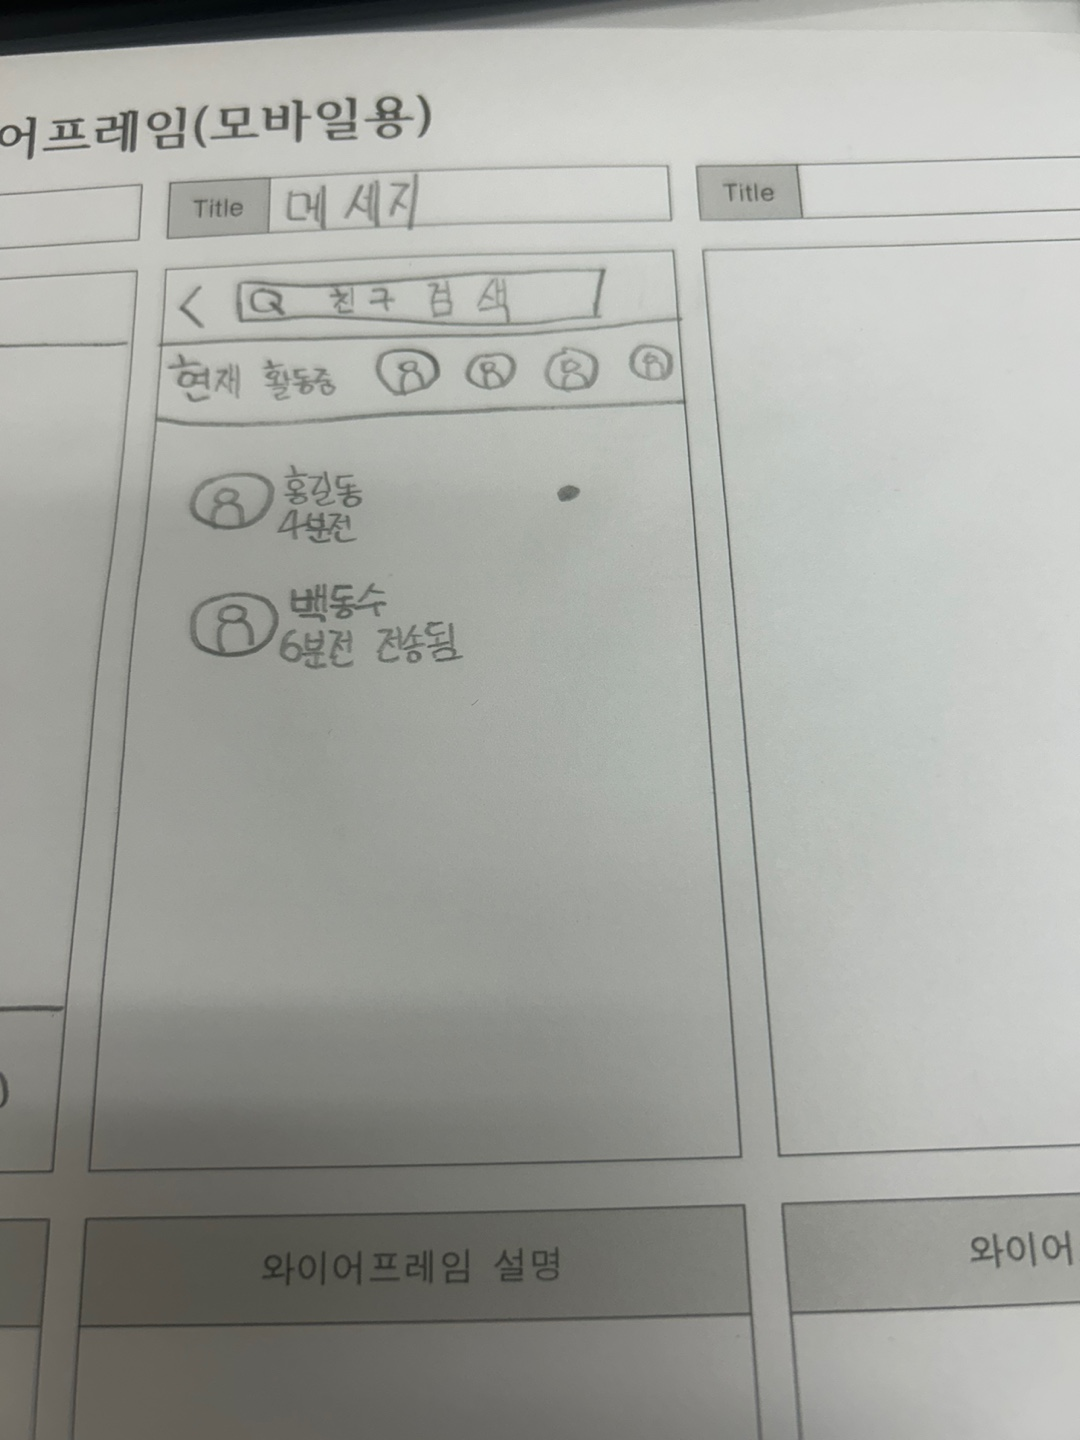 어프레임(모바일용)
Title 메세지
Title
< Q 친구 검색
현재 활동중
홍길동
4분전
백동수
6분전 전송됨
와이어프레임 설명
와이어